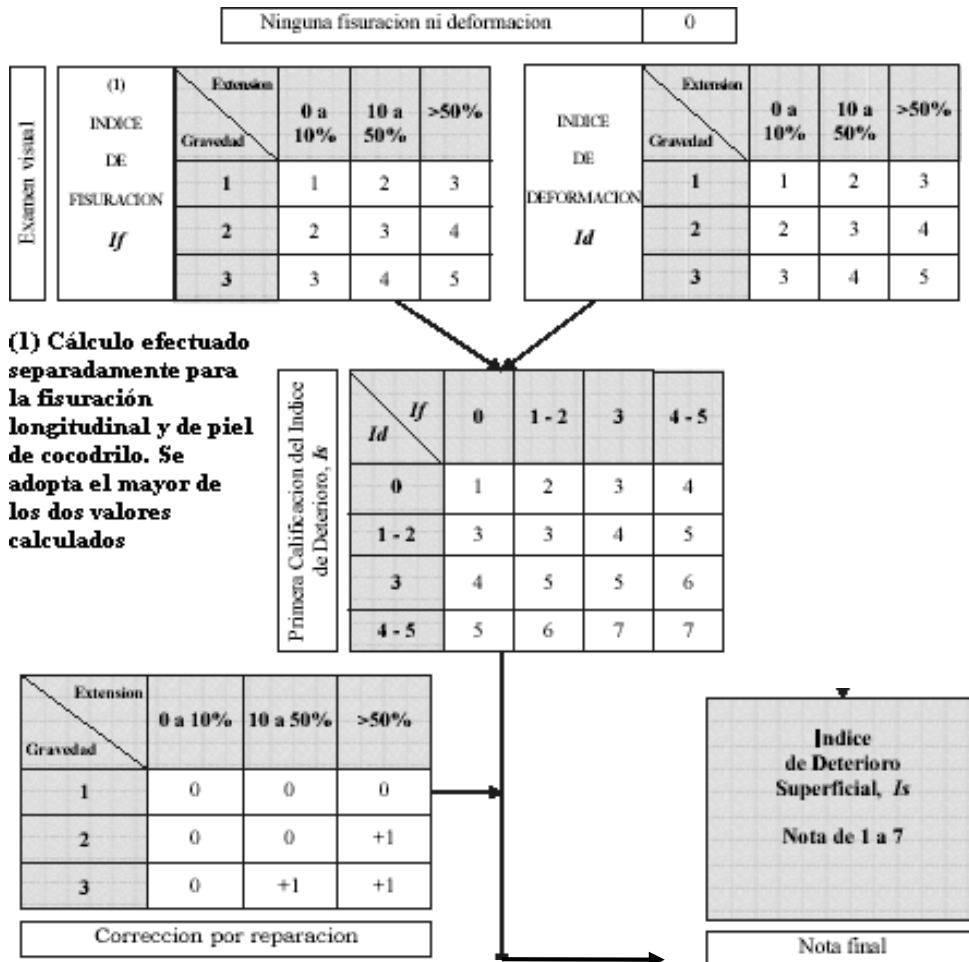 Ninguna fisuracion ni deformacion 0
Examen visual
(1)
INDICE
DE
FISURACION
If
Extension
Gravedad
0 a 10% 10 a 50% >50%
1 1 2 3
2 2 3 4
3 3 4 5
INDICE
DE
DEFORMACION
Id
Extension
Gravedad
0 a 10% 10 a 50% >50%
1 1 2 3
2 2 3 4
3 3 4 5
(1) Cálculo efectuado
separadamente para
la fisuración
longitudinal y de piel
de cocodrilo. Se
adopta el mayor de
los dos valores
calculados
Primera Calificacion del Indice
de Deterioro, Is
If
Id
0 1 - 2 3 4 - 5
0 1 2 3 4
1 - 2 3 3 4 5
3 4 5 5 6
4 - 5 5 6 7 7
Extension
Gravedad
0 a 10% 10 a 50% >50%
1 0 0 0
2 0 0 +1
3 0 +1 +1
Correccion por reparacion
Indice
de Deterioro
Superficial, Is
Nota de 1 a 7
Nota final